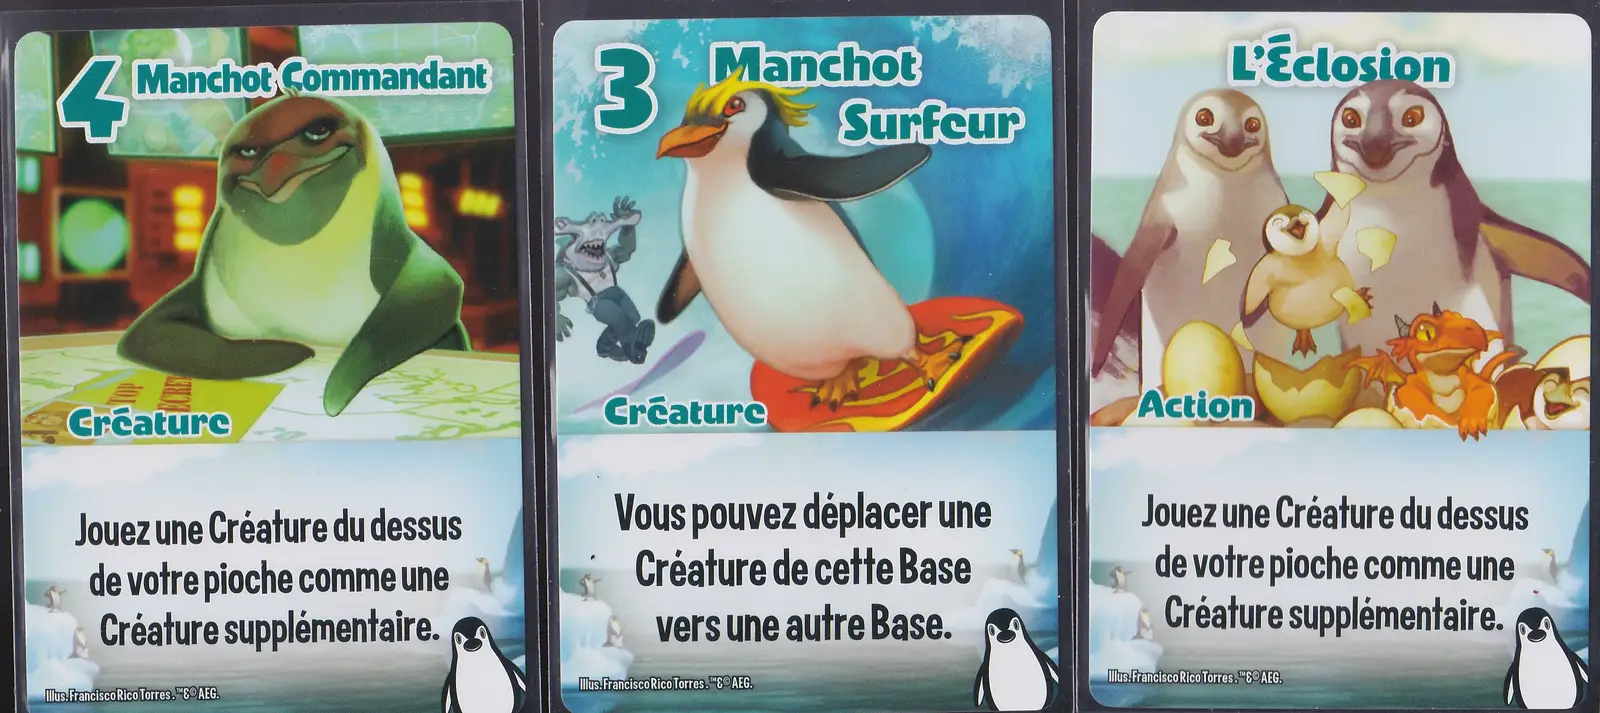 4
Manchot Commandant
TOP
SECRET
Créature
Jouez une Créature du dessus
de votre pioche comme une
Créature supplémentaire.
Illus. Francisco Rico Torres. ™&© AEG.
3
Manchot
Surfeur
Créature
Vous pouvez déplacer une
Créature de cette Base
vers une autre Base.
Illus. Francisco Rico Torres. ™&© AEG.
L'Éclosion
Action
Jouez une Créature du dessus
de votre pioche comme une
Créature supplémentaire.
Illus. Francisco Rico Torres. ™&© AEG.